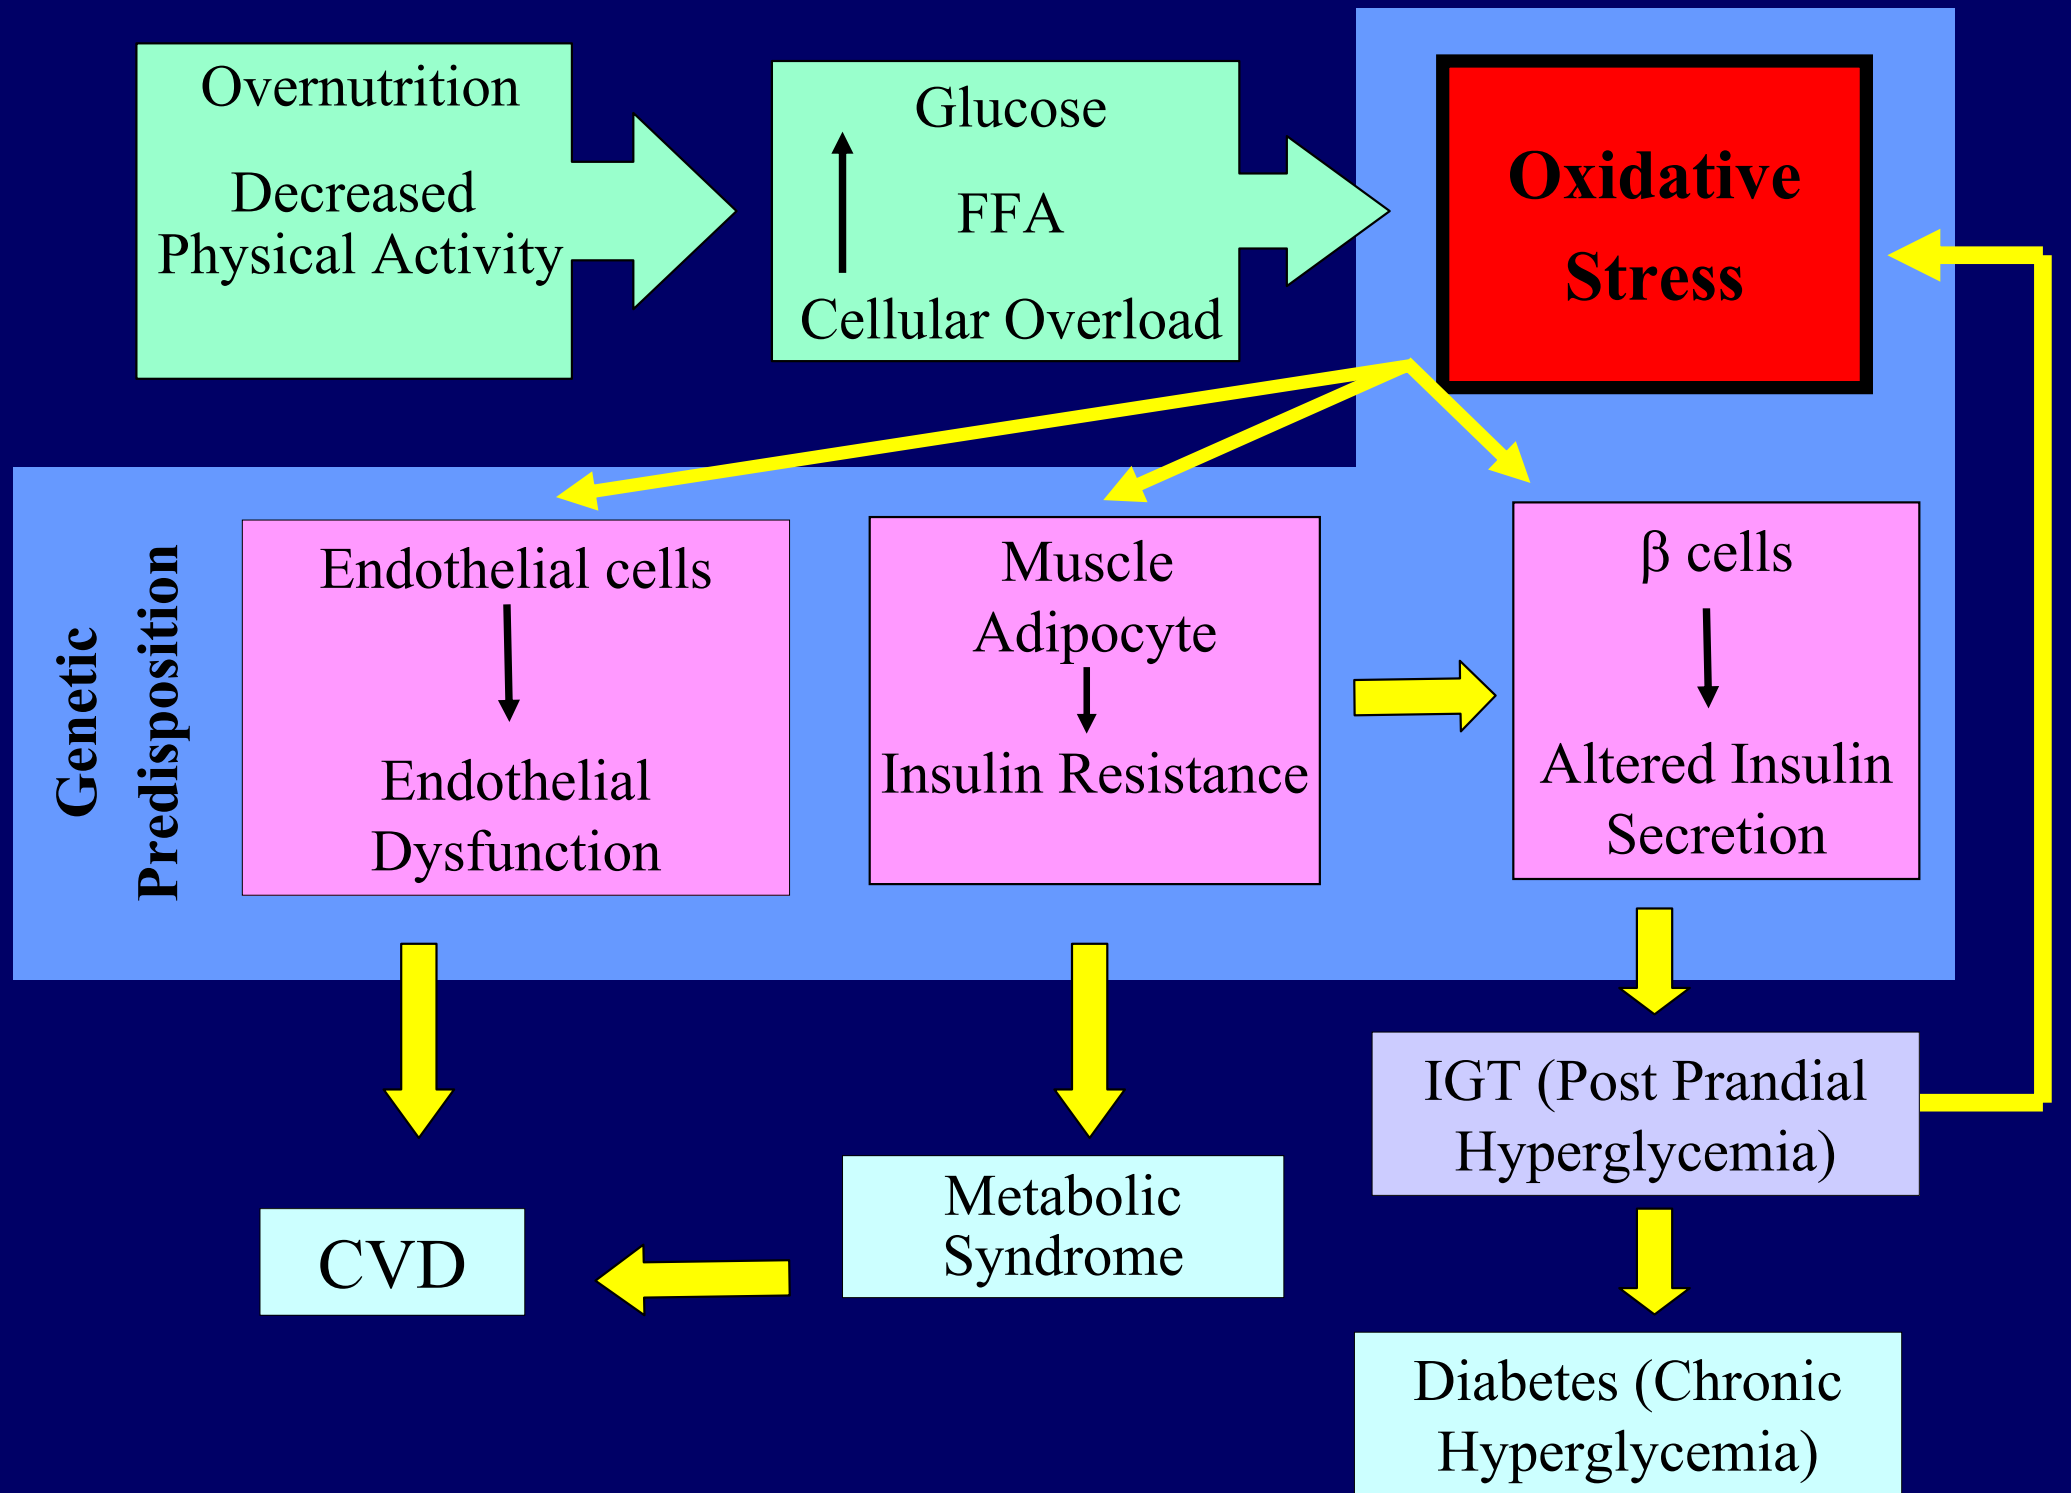 Overnutrition
Decreased
Physical Activity
Glucose
FFA
Cellular Overload
Oxidative
Stress
Genetic
Predisposition
Endothelial cells
Endothelial
Dysfunction
Muscle
Adipocyte
Insulin Resistance
β cells
Altered Insulin
Secretion
CVD
Metabolic
Syndrome
IGT (Post Prandial
Hyperglycemia)
Diabetes (Chronic
Hyperglycemia)